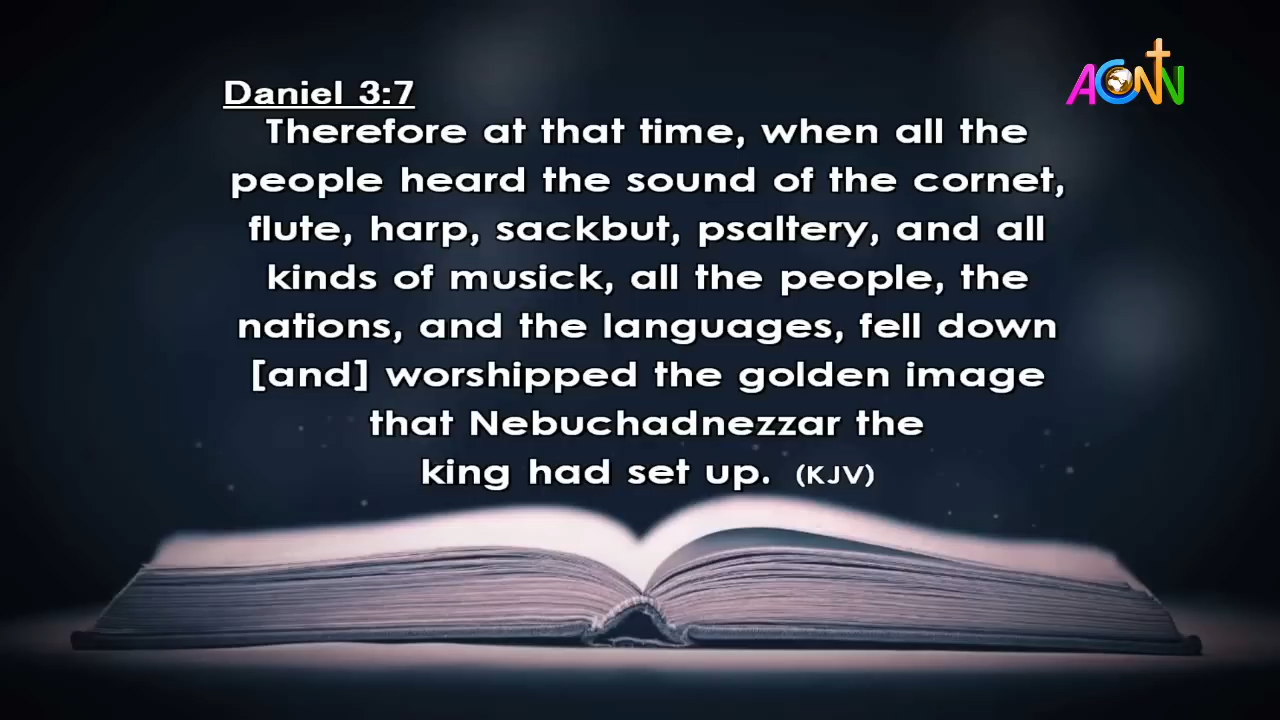 Daniel 3:7
ACNN
Therefore at that time, when all the
people heard the sound of the cornet,
flute, harp, sackbut, psaltery, and all
kinds of musick, all the people, the
nations, and the languages, fell down
[and] worshipped the golden image
that Nebuchadnezzar the
king had set up. (KJV)